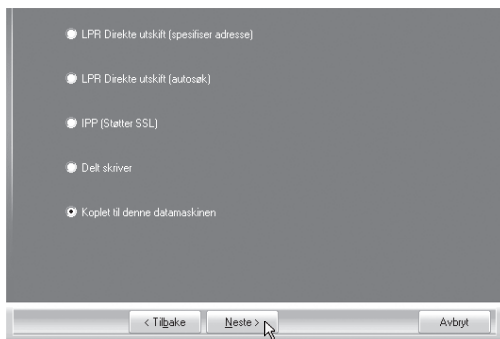 LPR Direkte utskift (spesifiser adresse)
LPR Direkte utskift (autosøk)
IPP (Støtter SSL)
Delt skriver
Koplet til denne datamaskinen
< Tilbake Neste > Avbryt